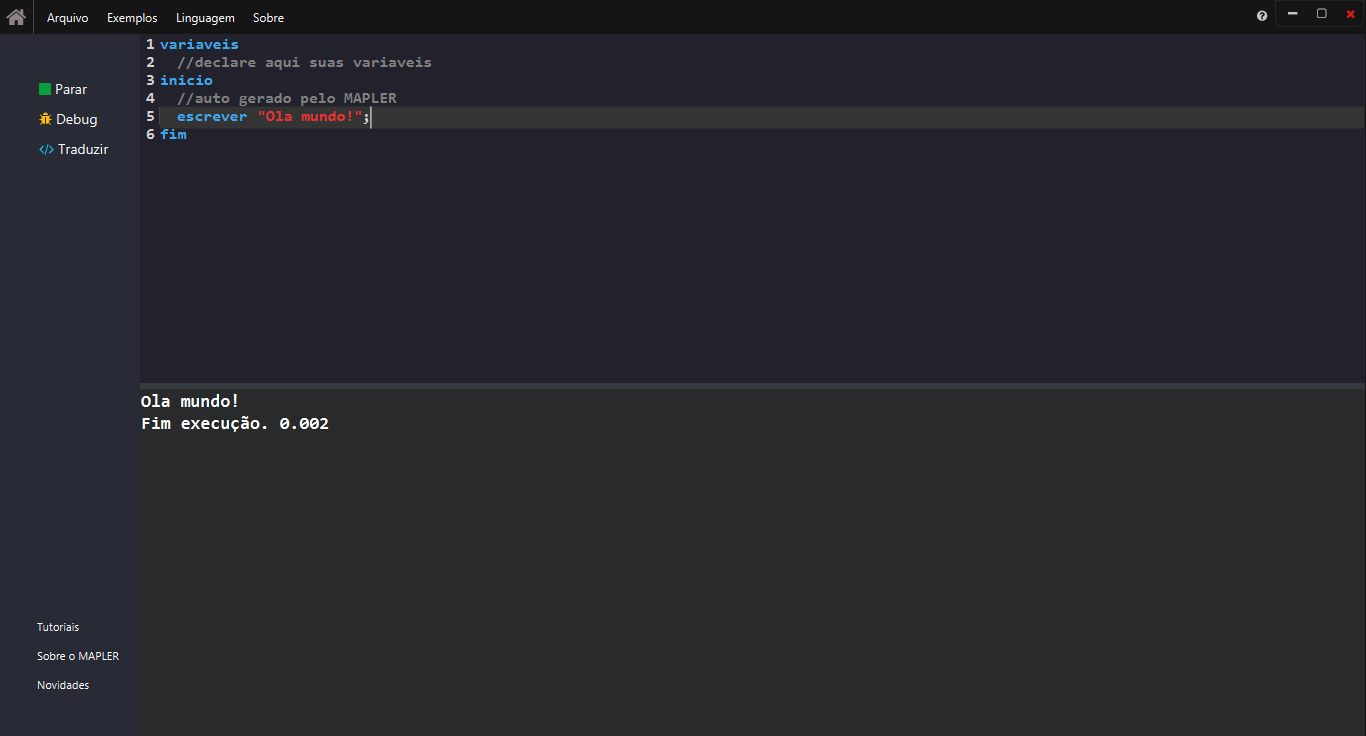 Arquivo Exemplos Linguagem Sobre
Parar
Debug
</> Traduzir
1 variaveis
2 //declare aqui suas variaveis
3 inicio
4 //auto gerado pelo MAPLER
5 escrever "Ola mundo!";
6 fim
Ola mundo!
Fim execução. 0.002
Tutoriais
Sobre o MAPLER
Novidades